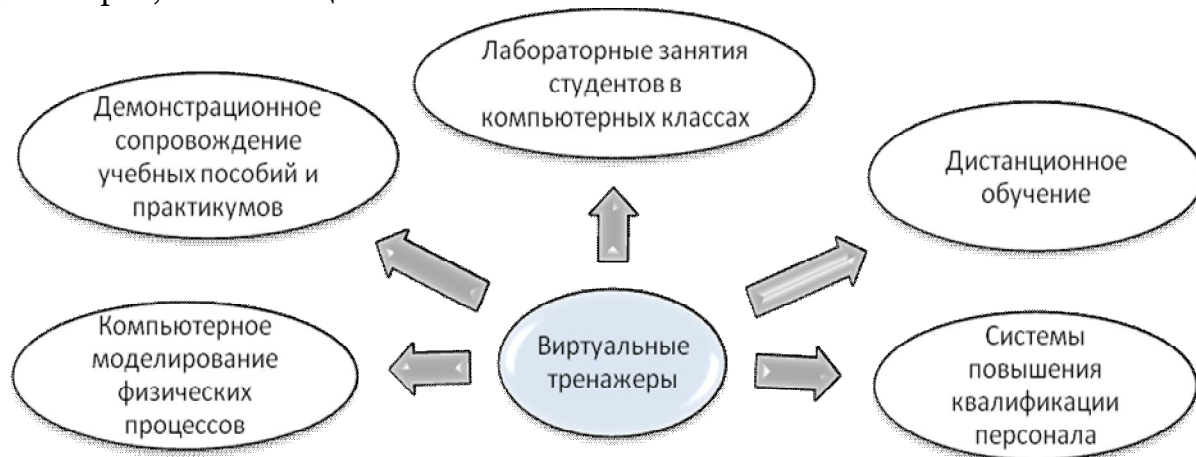 Лабораторные занятия
студентов в
компьютерных классах
Демонстрационное
сопровождение
учебных пособий и
практикумов
Дистанционное
обучение
Компьютерное
моделирование
физических
процессов
Виртуальные
тренажеры
Системы
повышения
квалификации
персонала